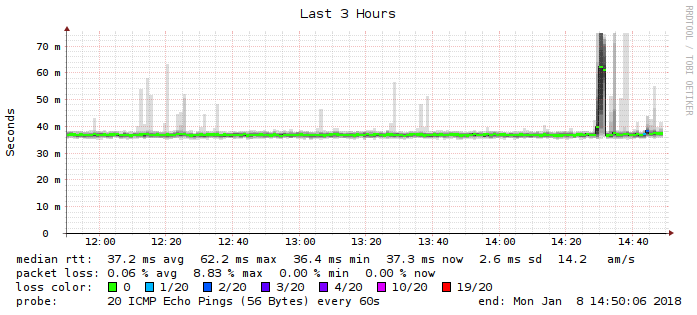 Last 3 Hours
RRDTOOL / TOBI OETIKER
Seconds
70 m
60 m
50 m
40 m
30 m
20 m
10 m
0
12:00 12:20 12:40 13:00 13:20 13:40 14:00 14:20 14:40
median rtt: 37.2 ms avg 62.2 ms max 36.4 ms min 37.3 ms now 2.6 ms sd 14.2 am/s
packet loss: 0.06 % avg 8.83 % max 0.00 % min 0.00 % now
loss color: 0 1/20 2/20 3/20 4/20 10/20 19/20
probe: 20 ICMP Echo Pings (56 Bytes) every 60s end: Mon Jan 8 14:50:06 2018